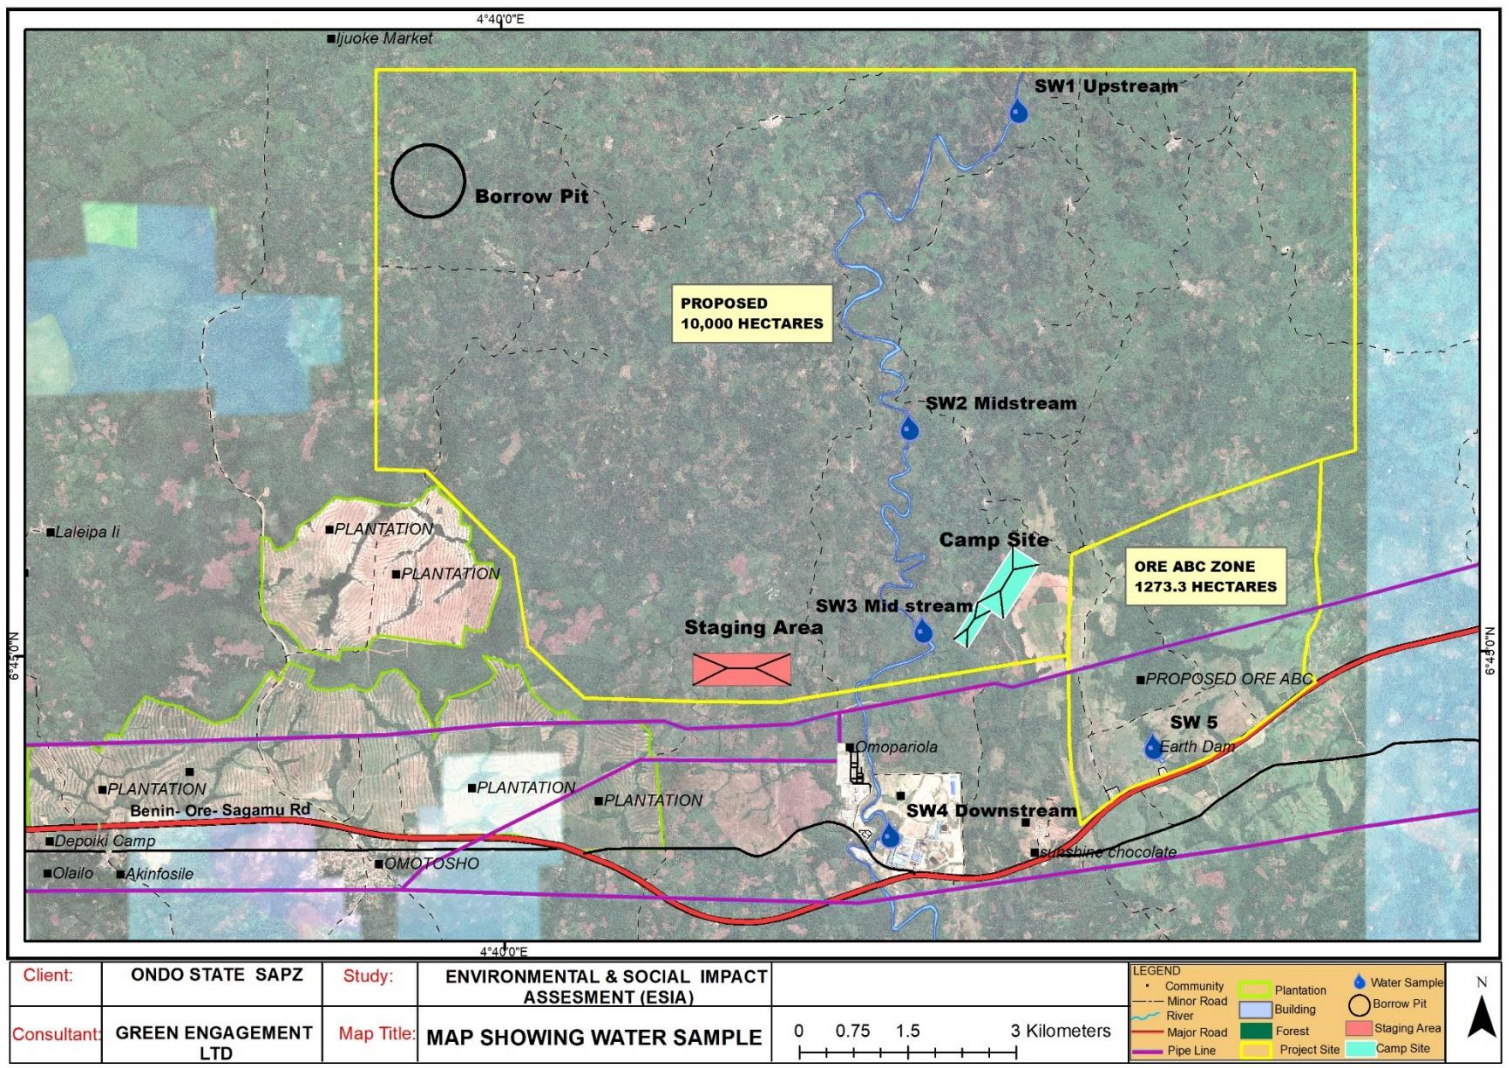 4°40'0"E
Ijuoke Market
SW1 Upstream
Borrow Pit
PROPOSED
10,000 HECTARES
SW2 Midstream
PLANTATION
Laleipa Ii
PLANTATION
Camp Site
ORE ABC ZONE
1273.3 HECTARES
SW3 Mid stream
Staging Area
6°45'0"N
6°45'0"N
PROPOSED ORE ABC
SW 5
Earth Dam
Omopariola
PLANTATION
PLANTATION
PLANTATION
Benin- Ore- Sagamu Rd
SW4 Downstream
Depoiki Camp
sunshine chocolate
OMOTOSHO
Olailo
Akinfosile
4°40'0"E
Client:
ONDO STATE SAPZ
Study:
ENVIRONMENTAL & SOCIAL IMPACT
ASSESMENT (ESIA)
Consultant:
GREEN ENGAGEMENT
LTD
Map Title:
MAP SHOWING WATER SAMPLE
0 0.75 1.5 3 Kilometers
LEGEND
Community
Minor Road
River
Major Road
Pipe Line
Plantation
Building
Forest
Project Site
Water Sample
Borrow Pit
Staging Area
Camp Site
N